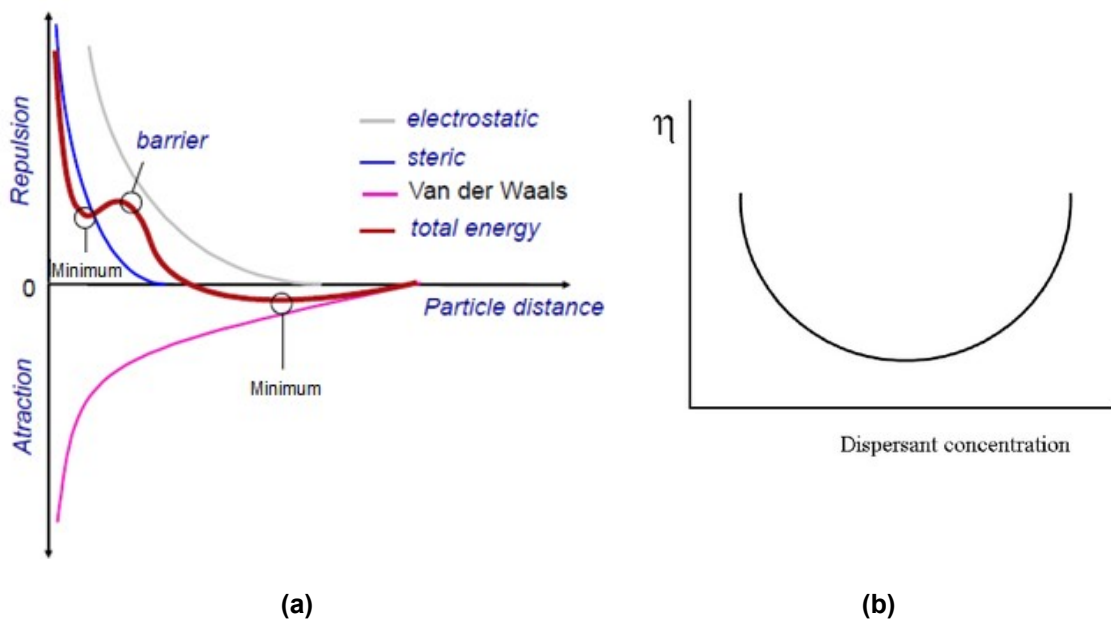 Repulsion
barrier
electrostatic
steric
Van der Waals
total energy
Minimum
0
Particle distance
Atraction
Minimum
(a)
η
Dispersant concentration
(b)